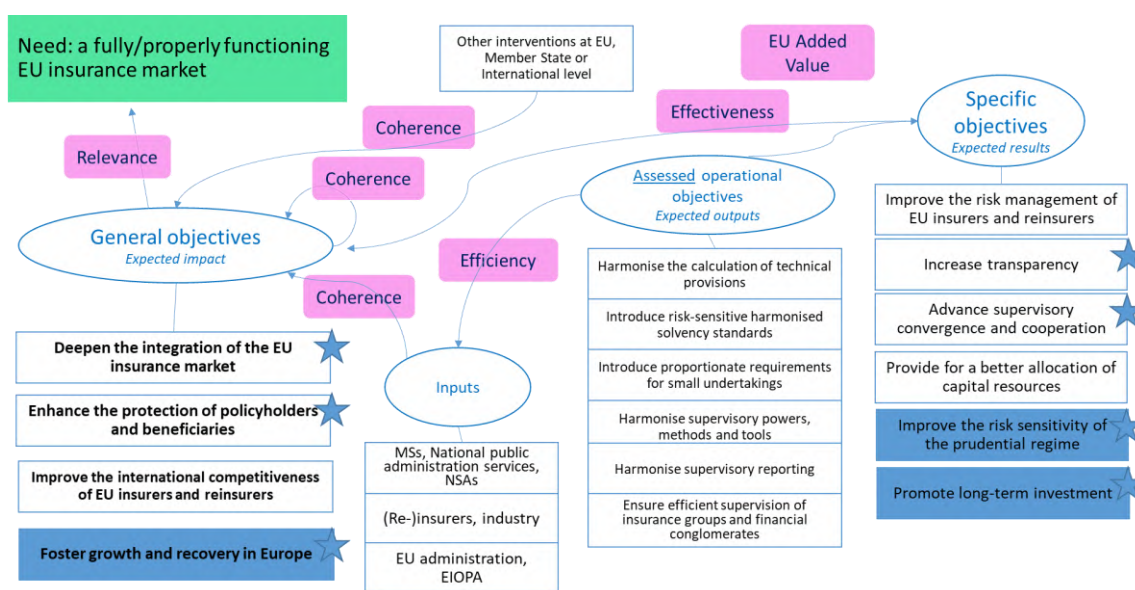 Need: a fully/properly functioning
EU insurance market
Other interventions at EU,
Member State or
International level
EU Added
Value
Relevance
Coherence
Coherence
Effectiveness
Specific
objectives
Expected results
General objectives
Expected impact
Coherence
Efficiency
Assessed operational
objectives
Expected outputs
Inputs
Deepen the integration of the EU
insurance market
Enhance the protection of policyholders
and beneficiaries
Improve the international competitiveness
of EU insurers and reinsurers
Foster growth and recovery in Europe
MSs, National public
administration services,
NSAs
(Re-)insurers, industry
EU administration,
EIOPA
Harmonise the calculation of technical
provisions
Introduce risk-sensitive harmonised
solvency standards
Introduce proportionate requirements
for small undertakings
Harmonise supervisory powers,
methods and tools
Harmonise supervisory reporting
Ensure efficient supervision of
insurance groups and financial
conglomerates
Improve the risk management of
EU insurers and reinsurers
Increase transparency
Advance supervisory
convergence and cooperation
Provide for a better allocation of
capital resources
Improve the risk sensitivity of
the prudential regime
Promote long-term investment